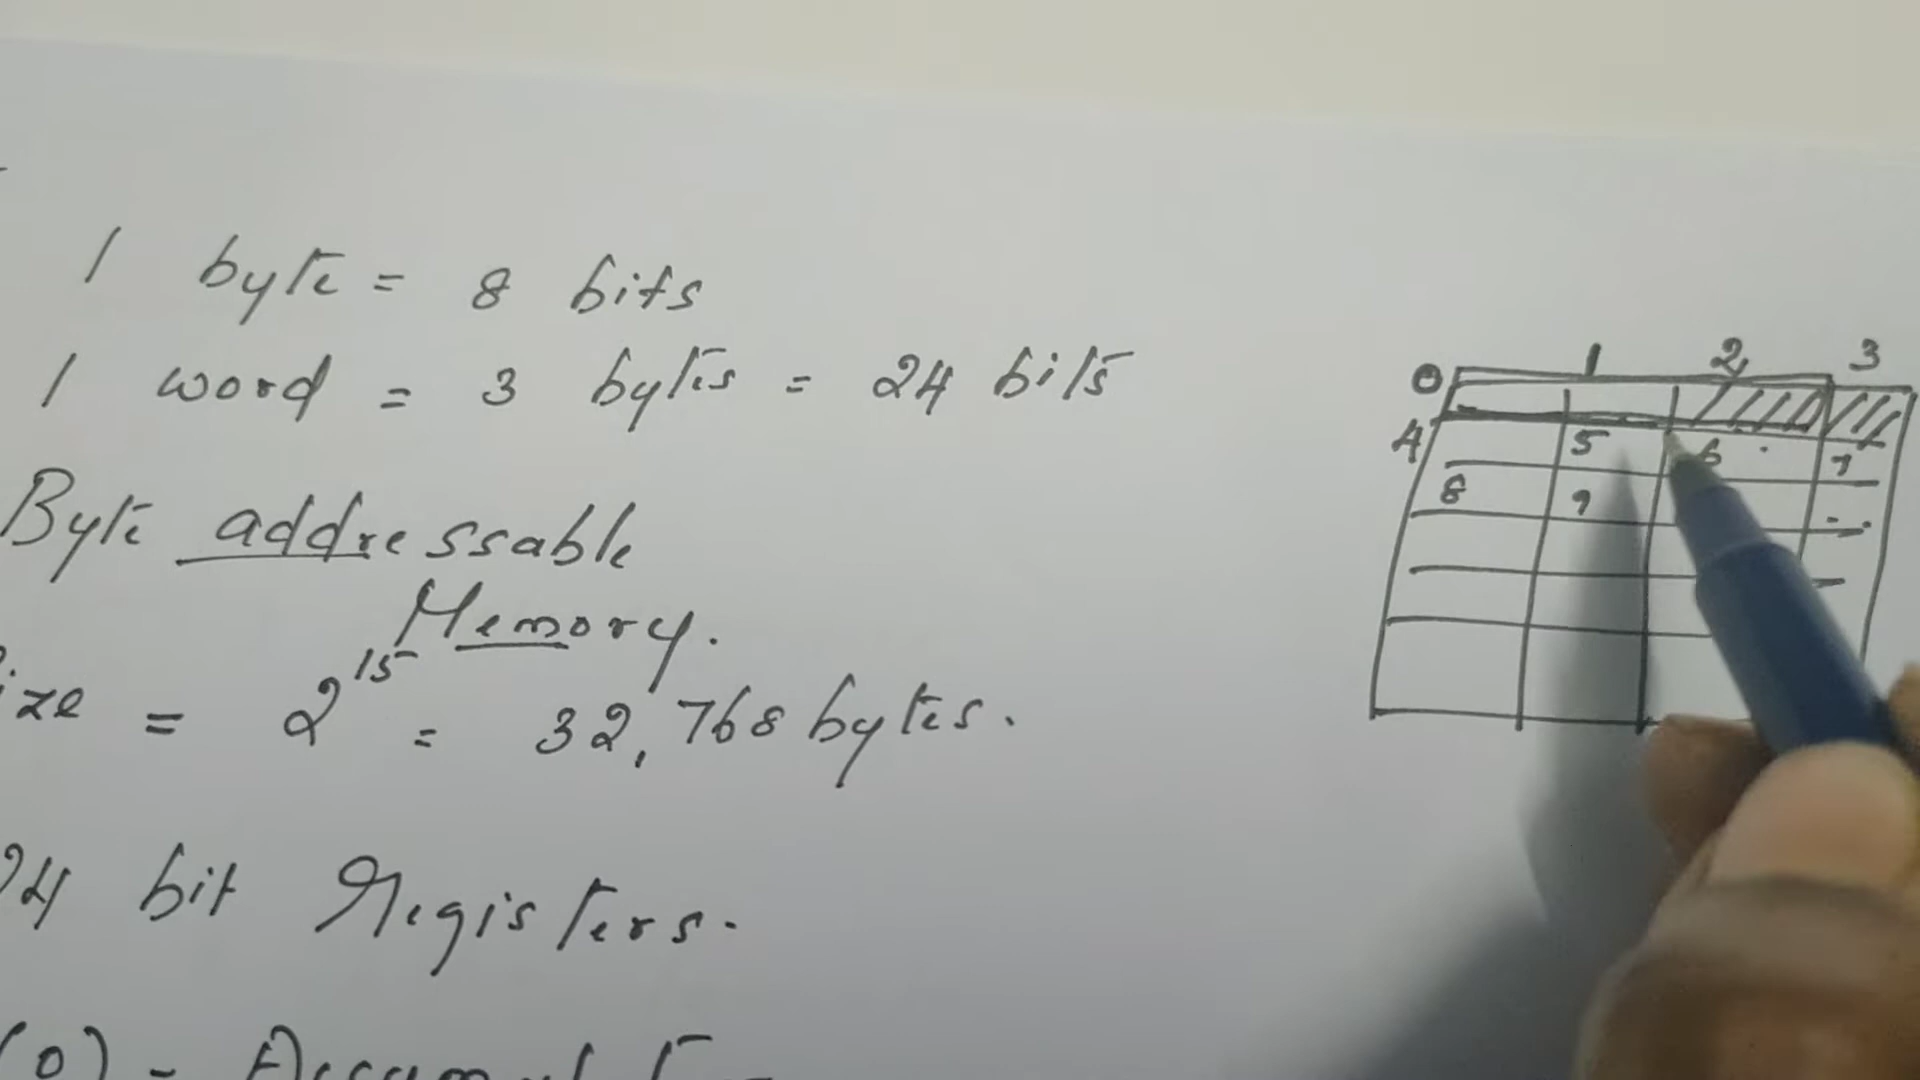 1 byte = 8 bits
1 word = 3 bytes = 24 bits
Byte addressable
Memory.
ize = 2^15 = 32,768 bytes.
24 bit Registers.
(0) -
0 1 2 3
4 5 6 7
8 9 . .